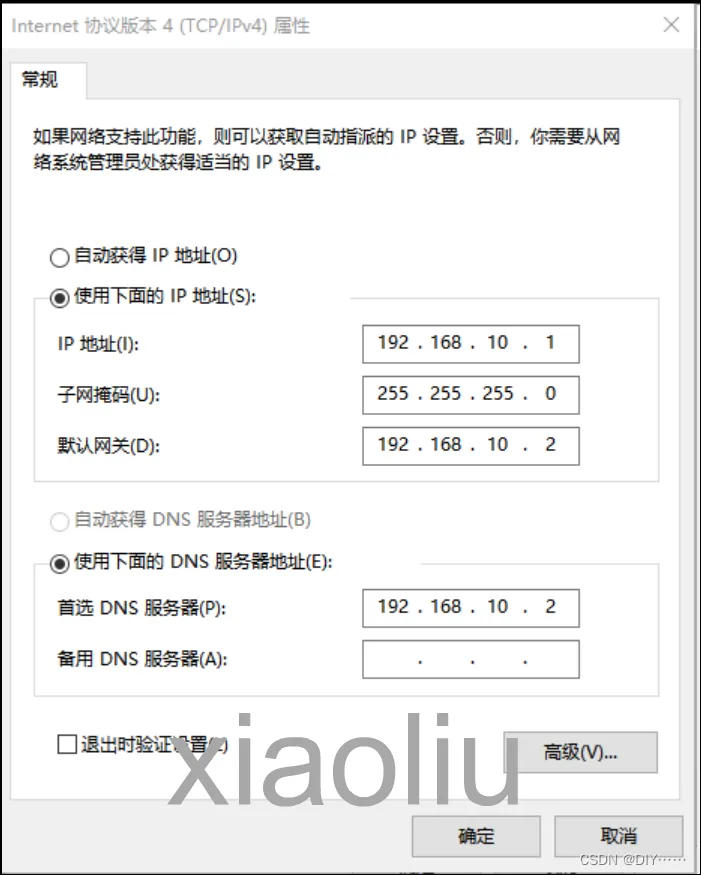 Internet 协议版本 4 (TCP/IPv4) 属性
常规
如果网络支持此功能，则可以获取自动指派的 IP 设置。否则，你需要从网
络系统管理员处获得适当的 IP 设置。
自动获得 IP 地址(O)
使用下面的 IP 地址(S):
IP 地址(I): 192 . 168 . 10 . 1
子网掩码(U): 255 . 255 . 255 . 0
默认网关(D): 192 . 168 . 10 . 2
自动获得 DNS 服务器地址(B)
使用下面的 DNS 服务器地址(E):
首选 DNS 服务器(P): 192 . 168 . 10 . 2
备用 DNS 服务器(A): . . .
退出时验证设置
高级(V)...
xiaoliu
确定 取消
CSDN @DIY……